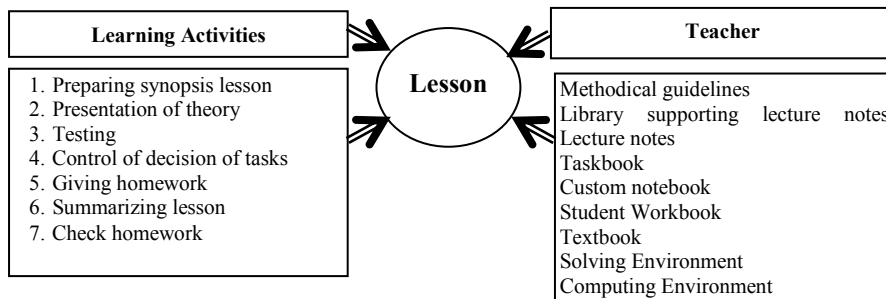 Learning Activities
1. Preparing synopsis lesson
2. Presentation of theory
3. Testing
4. Control of decision of tasks
5. Giving homework
6. Summarizing lesson
7. Check homework
Lesson
Teacher
Methodical guidelines
Library supporting lecture notes
Lecture notes
Taskbook
Custom notebook
Student Workbook
Textbook
Solving Environment
Computing Environment